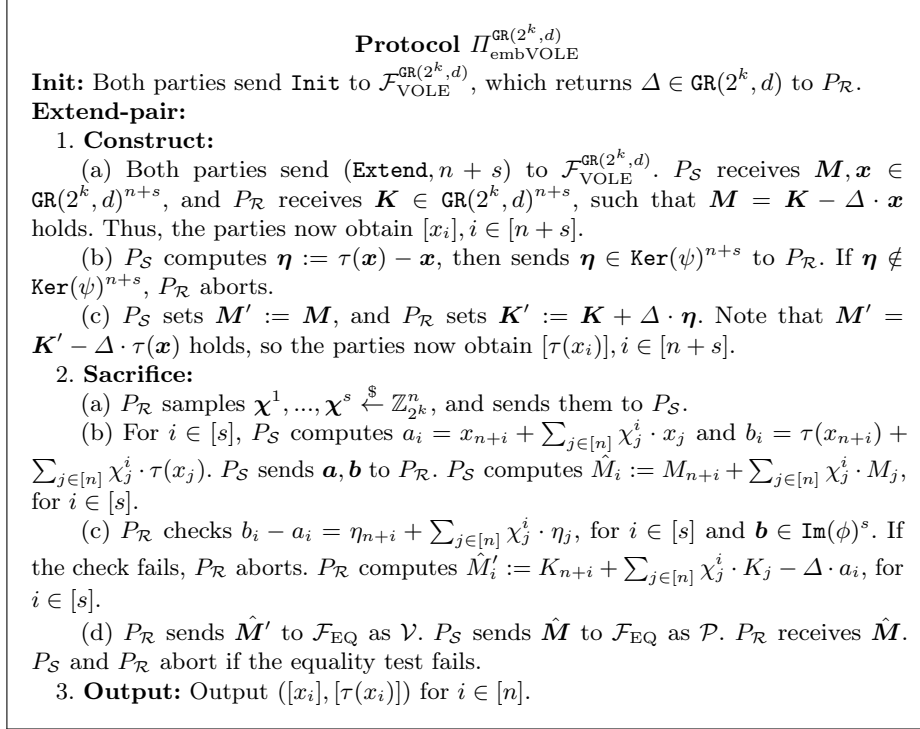 Protocol Π_embVOLE^GR(2^k,d)
Init: Both parties send Init to F_VOLE^GR(2^k,d), which returns Δ ∈ GR(2^k, d) to P_R.
Extend-pair:
1. Construct:
(a) Both parties send (Extend, n + s) to F_VOLE^GR(2^k,d). P_S receives M, x ∈
GR(2^k, d)^{n+s}, and P_R receives K ∈ GR(2^k, d)^{n+s}, such that M = K − Δ · x
holds. Thus, the parties now obtain [x_i], i ∈ [n + s].
(b) P_S computes η := τ(x) − x, then sends η ∈ Ker(ψ)^{n+s} to P_R. If η ∉
Ker(ψ)^{n+s}, P_R aborts.
(c) P_S sets M′ := M, and P_R sets K′ := K + Δ · η. Note that M′ =
K′ − Δ · τ(x) holds, so the parties now obtain [τ(x_i)], i ∈ [n + s].
2. Sacrifice:
(a) P_R samples χ^1, ..., χ^s ←$ ℤ_{2^k}^n, and sends them to P_S.
(b) For i ∈ [s], P_S computes a_i = x_{n+i} + ∑_{j∈[n]} χ_j^i · x_j and b_i = τ(x_{n+i}) +
∑_{j∈[n]} χ_j^i · τ(x_j). P_S sends a, b to P_R. P_S computes M̂_i := M_{n+i} + ∑_{j∈[n]} χ_j^i · M_j,
for i ∈ [s].
(c) P_R checks b_i − a_i = η_{n+i} + ∑_{j∈[n]} χ_j^i · η_j, for i ∈ [s] and b ∈ Im(ϕ)^s. If
the check fails, P_R aborts. P_R computes M̂′_i := K_{n+i} + ∑_{j∈[n]} χ_j^i · K_j − Δ · a_i, for
i ∈ [s].
(d) P_R sends M̂′ to F_EQ as V. P_S sends M̂ to F_EQ as P. P_R receives M̂.
P_S and P_R abort if the equality test fails.
3. Output: Output ([x_i], [τ(x_i)]) for i ∈ [n].